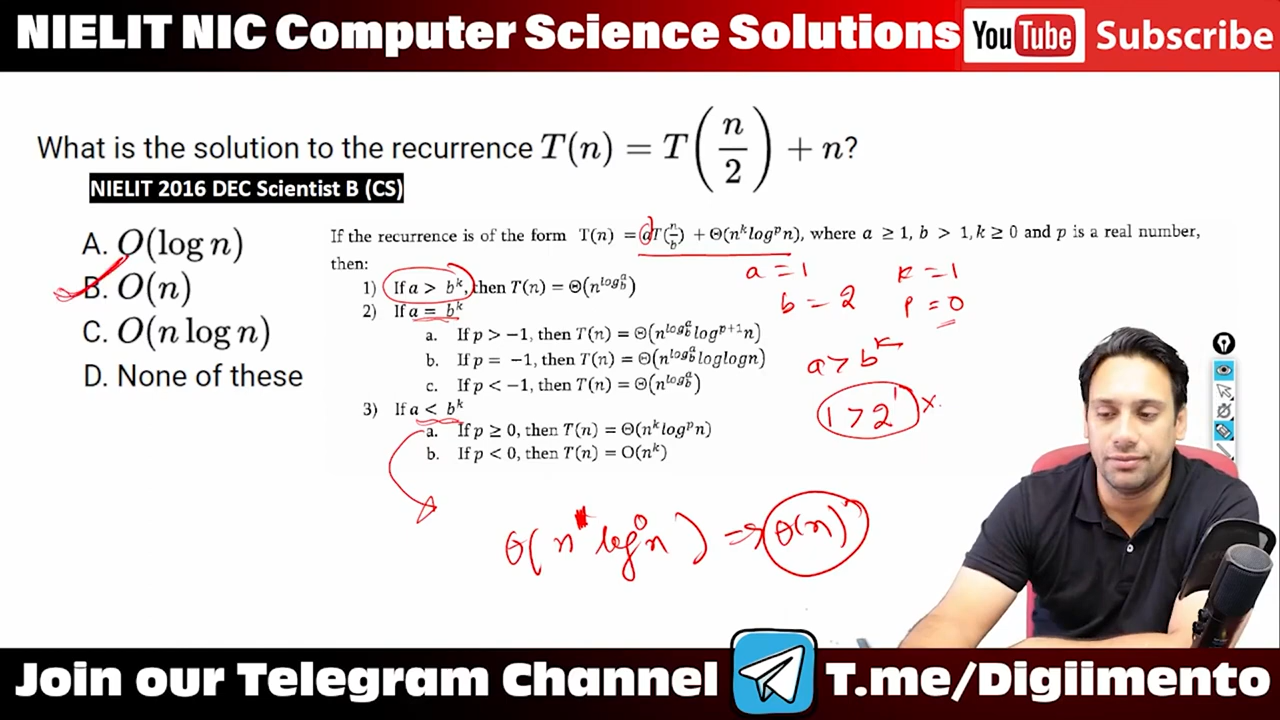 NIELIT NIC Computer Science Solutions YouTube Subscribe
What is the solution to the recurrence T(n) = T(n/2) + n?
NIELIT 2016 DEC Scientist B (CS)
A. O(log n)
B. O(n)
C. O(n log n)
D. None of these
If the recurrence is of the form T(n) = aT(n/b) + Θ(n^k log^p n), where a ≥ 1, b > 1, k ≥ 0 and p is a real number,
then:
1) If a > b^k, then T(n) = Θ(n^{log_b^a})
2) If a = b^k
a. If p > −1, then T(n) = Θ(n^{log_b^a} log^{p+1} n)
b. If p = −1, then T(n) = Θ(n^{log_b^a} loglogn)
c. If p < −1, then T(n) = Θ(n^{log_b^a})
3) If a < b^k
a. If p ≥ 0, then T(n) = Θ(n^k log^p n)
b. If p < 0, then T(n) = O(n^k)
a = 1 k = 1
b = 2 p = 0
a > b^k
1 > 2^1 ×
θ(n log^0 n) => θ(n)
Join our Telegram Channel T.me/Digiimento